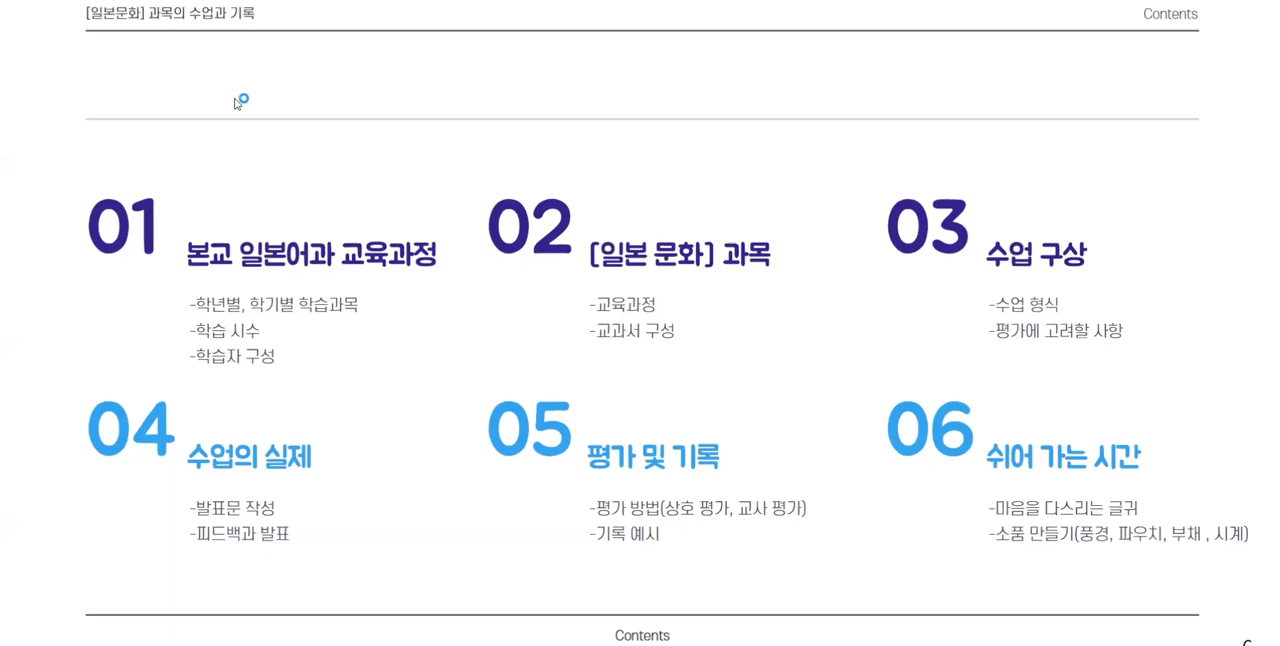 [일본문화] 과목의 수업과 기록
Contents
01
본교 일본어과 교육과정
-학년별, 학기별 학습과목
-학습 시수
-학습자 구성
02
[일본 문화] 과목
-교육과정
-교과서 구성
03
수업 구상
-수업 형식
-평가에 고려할 사항
04
수업의 실제
-발표문 작성
-피드백과 발표
05
평가 및 기록
-평가 방법(상호 평가, 교사 평가)
-기록 예시
06
쉬어 가는 시간
-마음을 다스리는 글귀
-소품 만들기(풍경, 파우치, 부채 , 시계)
Contents